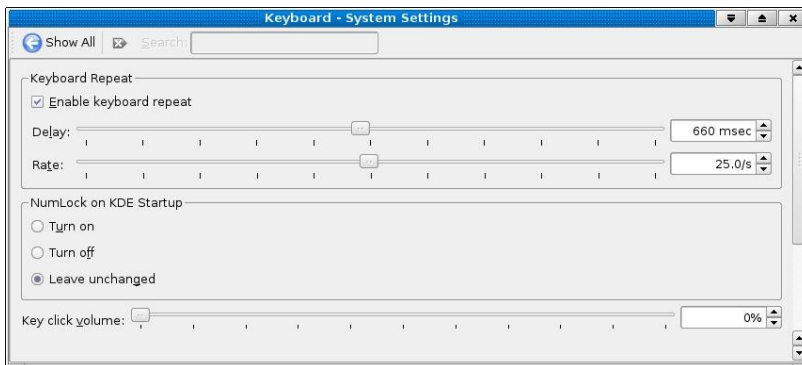 Keyboard - System Settings
Show All Search:
Keyboard Repeat
Enable keyboard repeat
Delay: 660 msec
Rate: 25.0/s
NumLock on KDE Startup
Turn on
Turn off
Leave unchanged
Key click volume: 0%